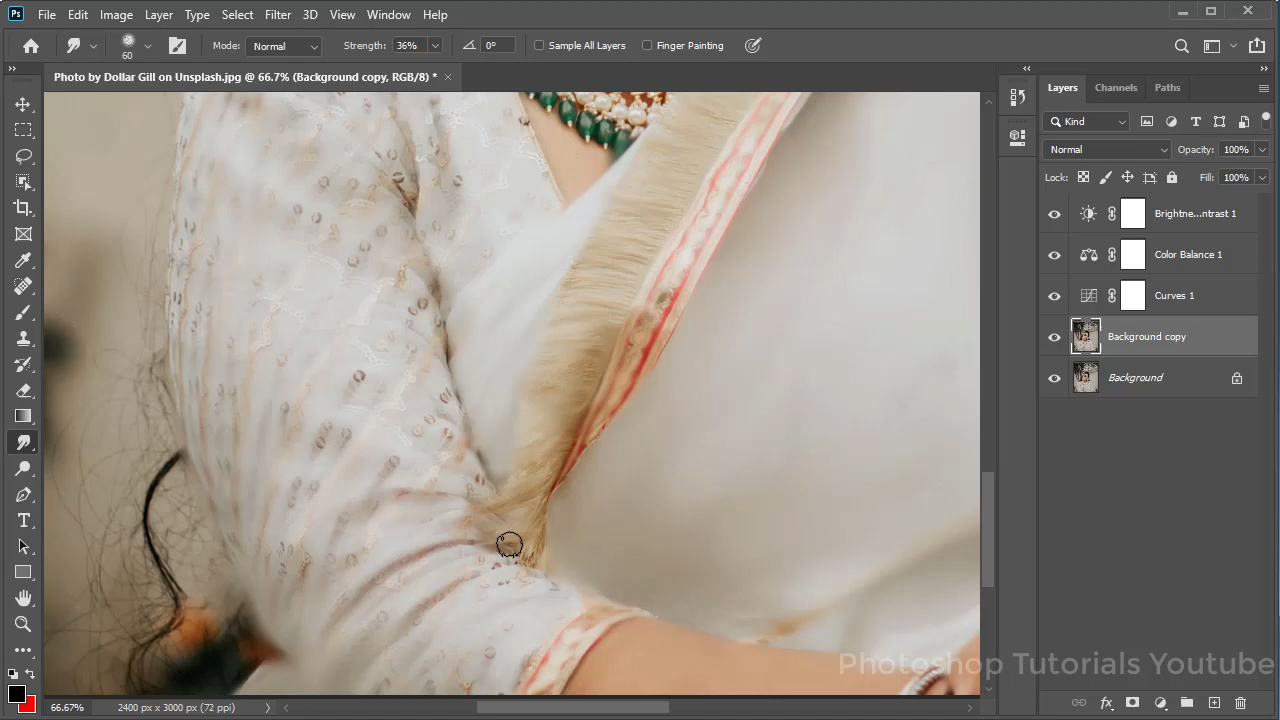 Ps File Edit Image Layer Type Select Filter 3D View Window Help
60 Mode: Normal Strength: 36% 0° Sample All Layers Finger Painting
Photo by Dollar Gill on Unsplash.jpg @ 66.7% (Background copy, RGB/8) *
Layers Channels Paths
Kind
Normal Opacity: 100%
Lock: Fill: 100%
Brightne...ntrast 1
Color Balance 1
Curves 1
Background copy
Background
Photoshop Tutorials Youtube
66.67% 2400 px x 3000 px (72 ppi)
fx